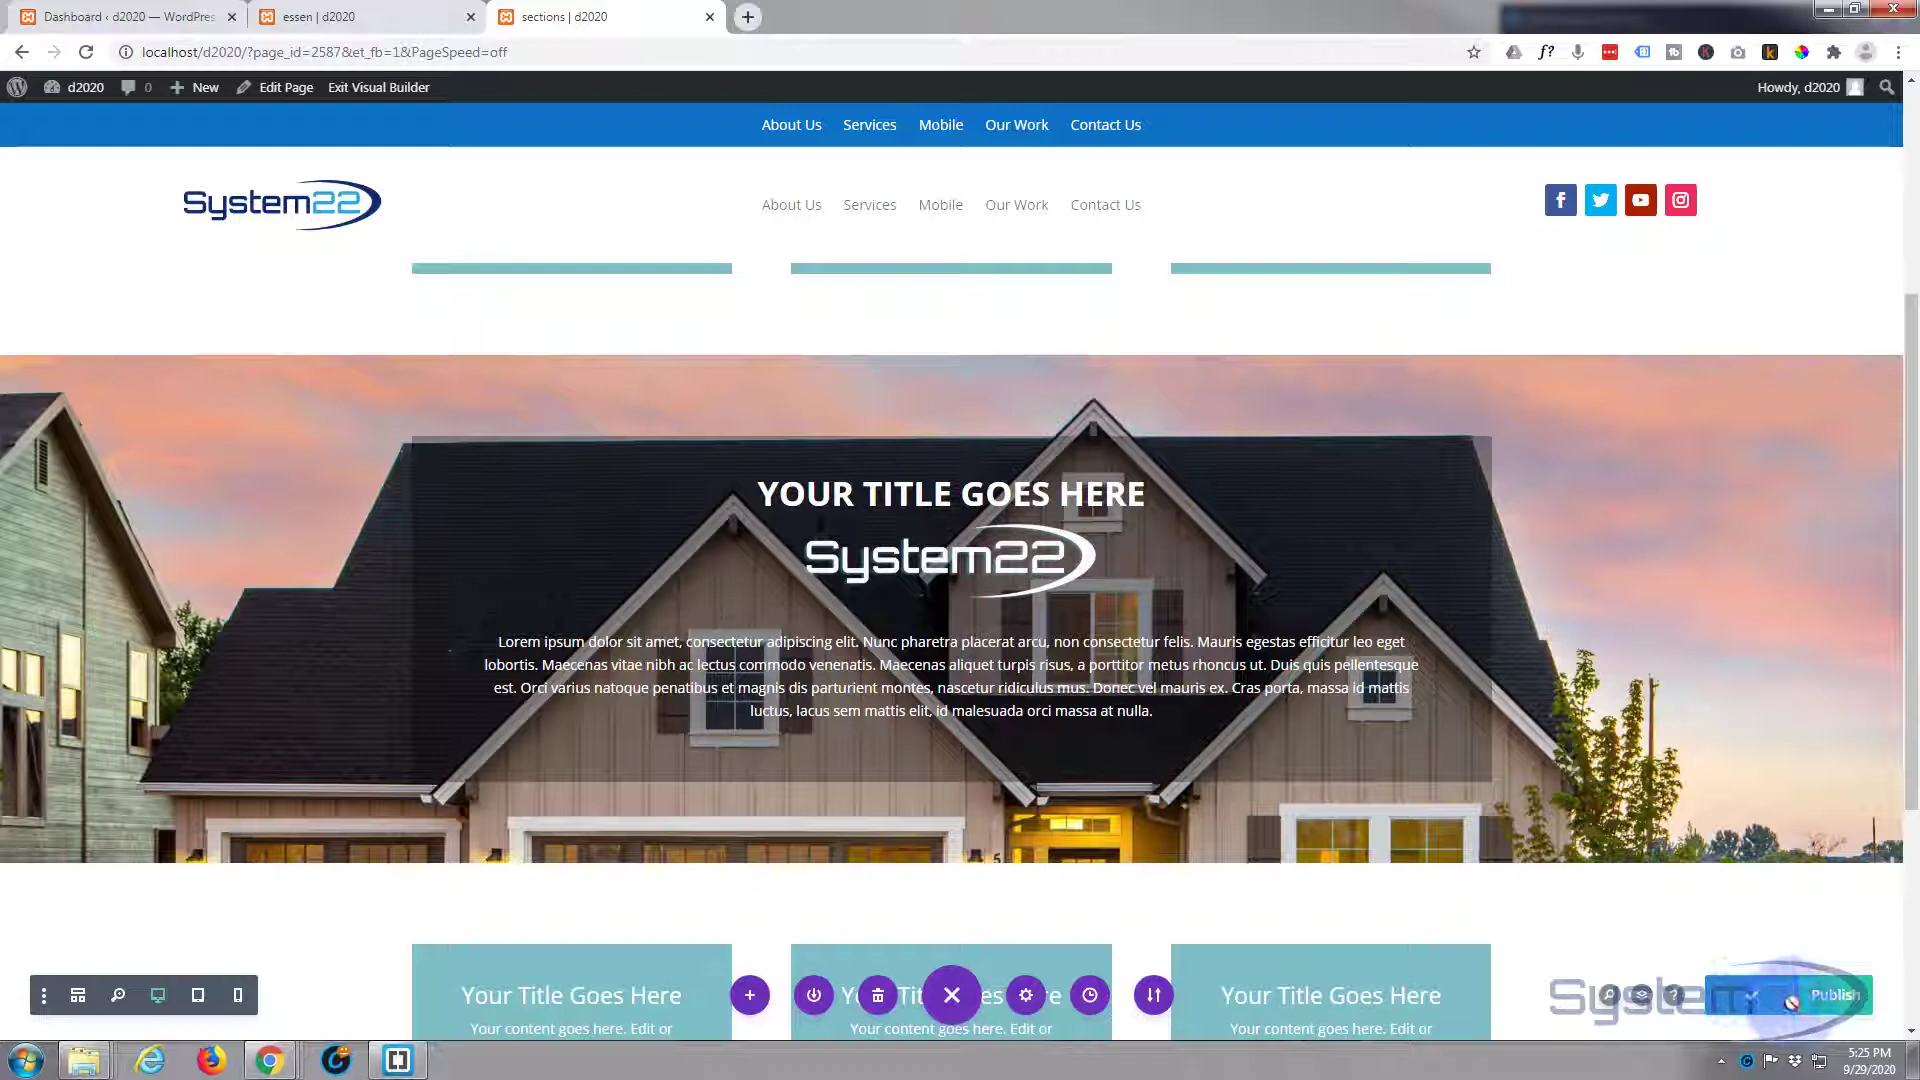 Dashboard ‹ d2020 — WordPres
essen | d2020
sections | d2020
localhost/d2020/?page_id=2587&et_fb=1&PageSpeed=off
d2020
0
New
Edit Page
Exit Visual Builder
Howdy, d2020
About Us
Services
Mobile
Our Work
Contact Us
System22
About Us
Services
Mobile
Our Work
Contact Us
YOUR TITLE GOES HERE
System22
Lorem ipsum dolor sit amet, consectetur adipiscing elit. Nunc pharetra placerat arcu, non consectetur felis. Mauris egestas efficitur leo eget
lobortis. Maecenas vitae nibh ac lectus commodo venenatis. Maecenas aliquet turpis risus, a porttitor metus rhoncus ut. Duis quis pellentesque
est. Orci varius natoque penatibus et magnis dis parturient montes, nascetur ridiculus mus. Donec vel mauris ex. Cras porta, massa id mattis
luctus, lacus sem mattis elit, id malesuada orci massa at nulla.
5
Your Title Goes Here
Your content goes here. Edit or
Your content goes here. Edit or
Your Title Goes Here
Your content goes here. Edit or
Publish
5:25 PM
9/29/2020